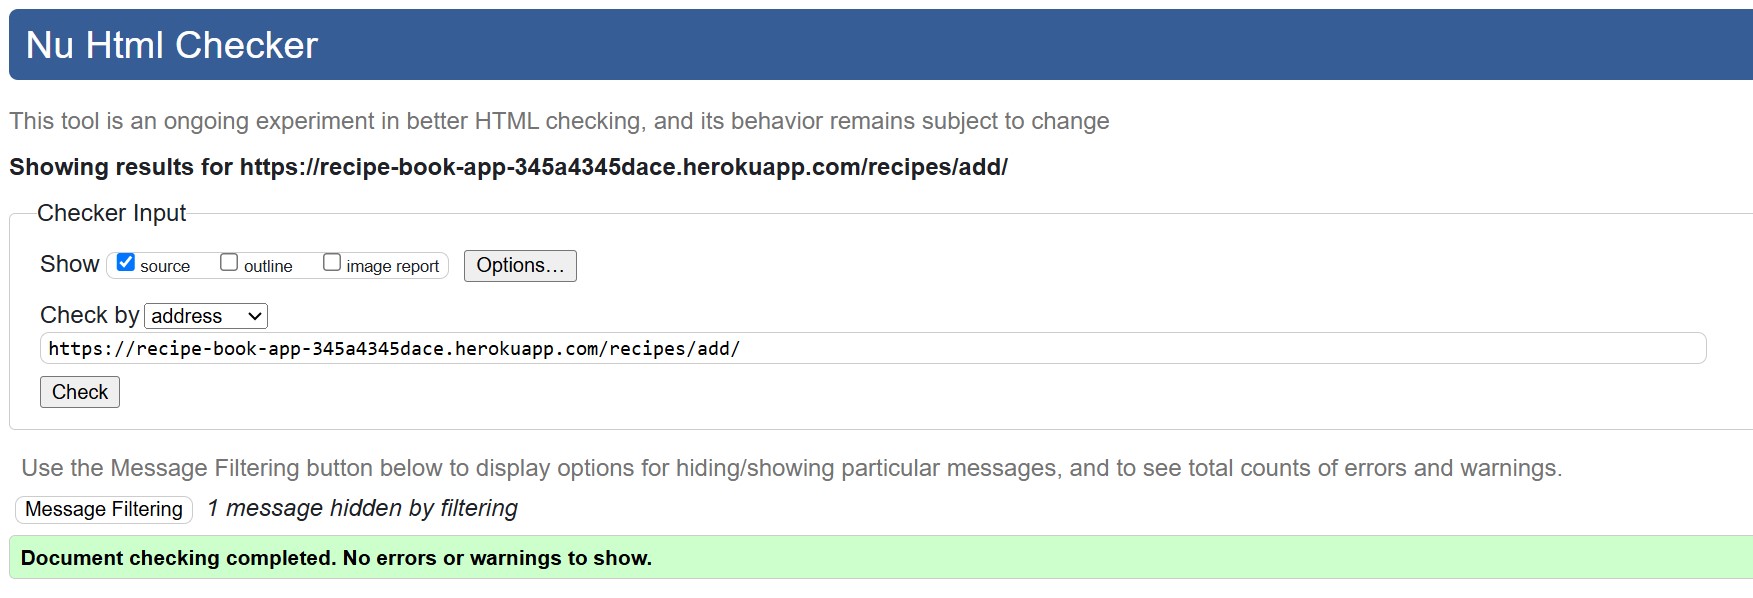 Nu Html Checker
This tool is an ongoing experiment in better HTML checking, and its behavior remains subject to change
Showing results for https://recipe-book-app-345a4345dace.herokuapp.com/recipes/add/
Checker Input
Show source outline image report Options...
Check by address
https://recipe-book-app-345a4345dace.herokuapp.com/recipes/add/
Check
Use the Message Filtering button below to display options for hiding/showing particular messages, and to see total counts of errors and warnings.
Message Filtering 1 message hidden by filtering
Document checking completed. No errors or warnings to show.